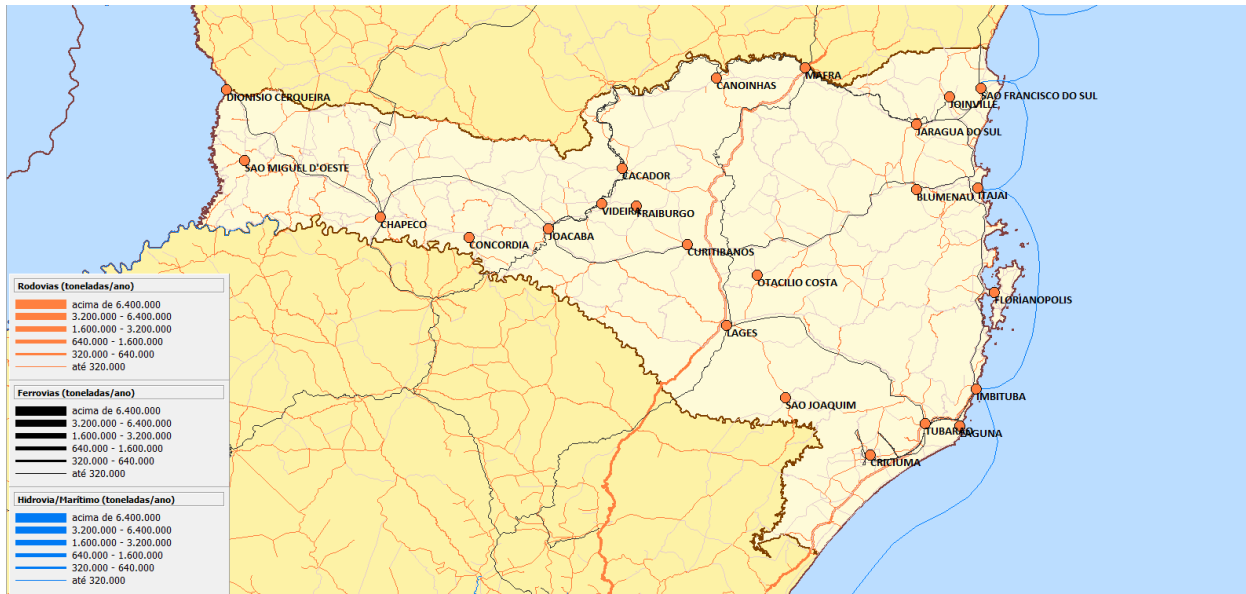 MAFRA
CANOINHAS
DIONISIO CERQUEIRA
SAO FRANCISCO DO SUL
JOINVILLE
JARAGUA DO SUL
SAO MIGUEL D'OESTE
CACADOR
BLUMENAU
ITAJAI
VIDEIRA
FRAIBURGO
CHAPECO
JOACABA
CONCORDIA
CURITIBANOS
OTACILIO COSTA
FLORIANOPOLIS
LAGES
IMBITUBA
SAO JOAQUIM
TUBARAO
LAGUNA
CRICIUMA
Rodovias (toneladas/ano)
acima de 6.400.000
3.200.000 - 6.400.000
1.600.000 - 3.200.000
640.000 - 1.600.000
320.000 - 640.000
até 320.000
Ferrovias (toneladas/ano)
acima de 6.400.000
3.200.000 - 6.400.000
1.600.000 - 3.200.000
640.000 - 1.600.000
320.000 - 640.000
até 320.000
Hidrovia/Marítimo (toneladas/ano)
acima de 6.400.000
3.200.000 - 6.400.000
1.600.000 - 3.200.000
640.000 - 1.600.000
320.000 - 640.000
até 320.000